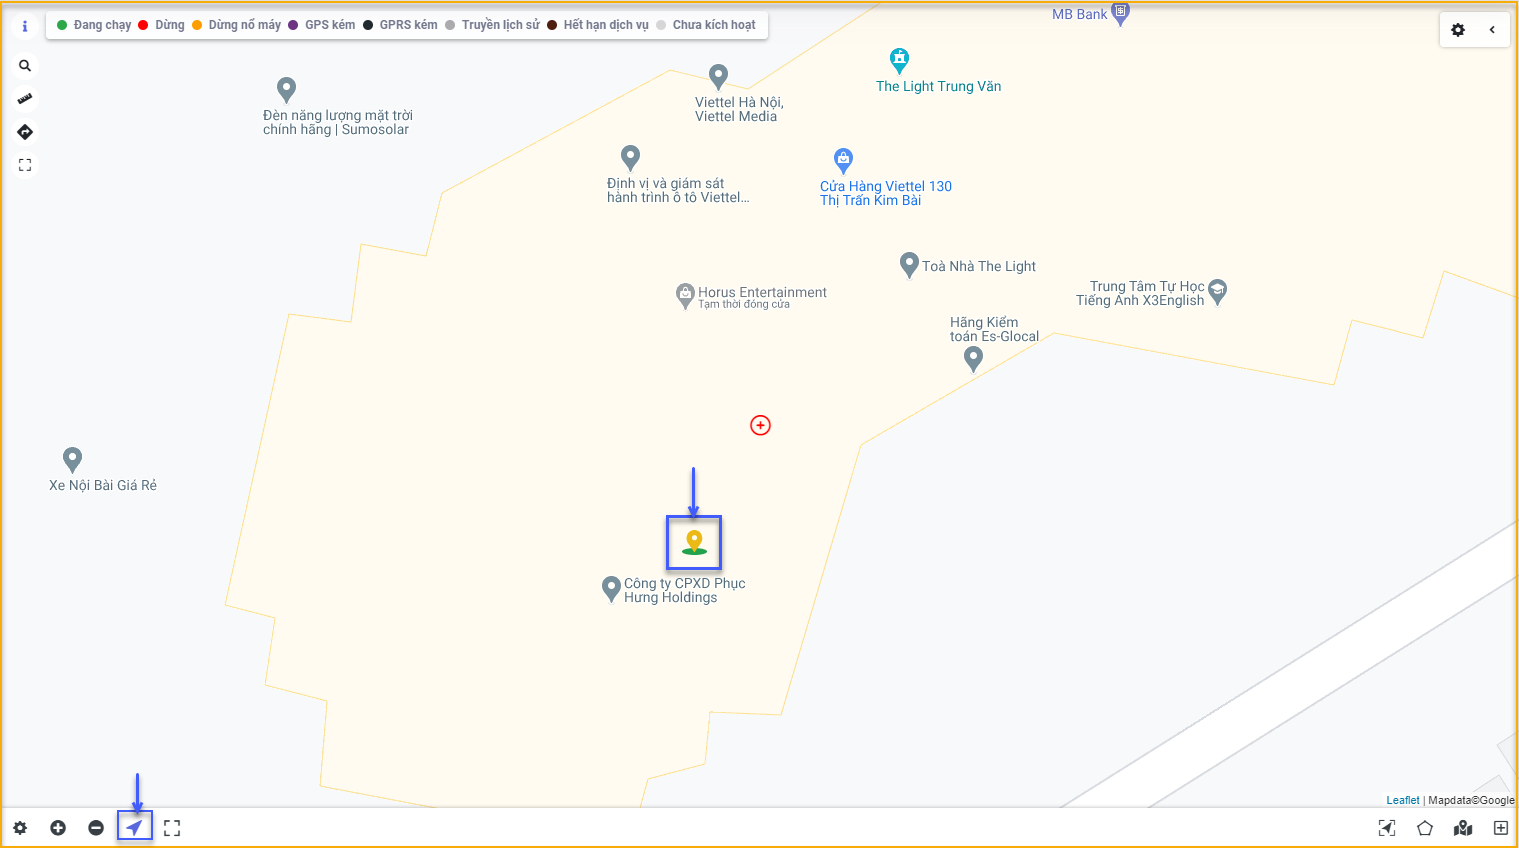 Đang chạy Dừng Dừng nổ máy GPS kém GPRS kém Truyền lịch sử Hết hạn dịch vụ Chưa kích hoạt
MB Bank
The Light Trung Văn
Viettel Hà Nội,
Viettel Media
Đèn năng lượng mặt trời
chính hãng | Sumosolar
Định vị và giám sát
hành trình ô tô Viettel...
Cửa Hàng Viettel 130
Thị Trấn Kim Bài
Toà Nhà The Light
Trung Tâm Tự Học
Tiếng Anh X3English
Horus Entertainment
Tạm thời đóng cửa
Hãng Kiểm
toán Es-Glocal
Xe Nội Bài Giá Rẻ
Công ty CPXD Phục
Hưng Holdings
Leaflet | Mapdata©Google